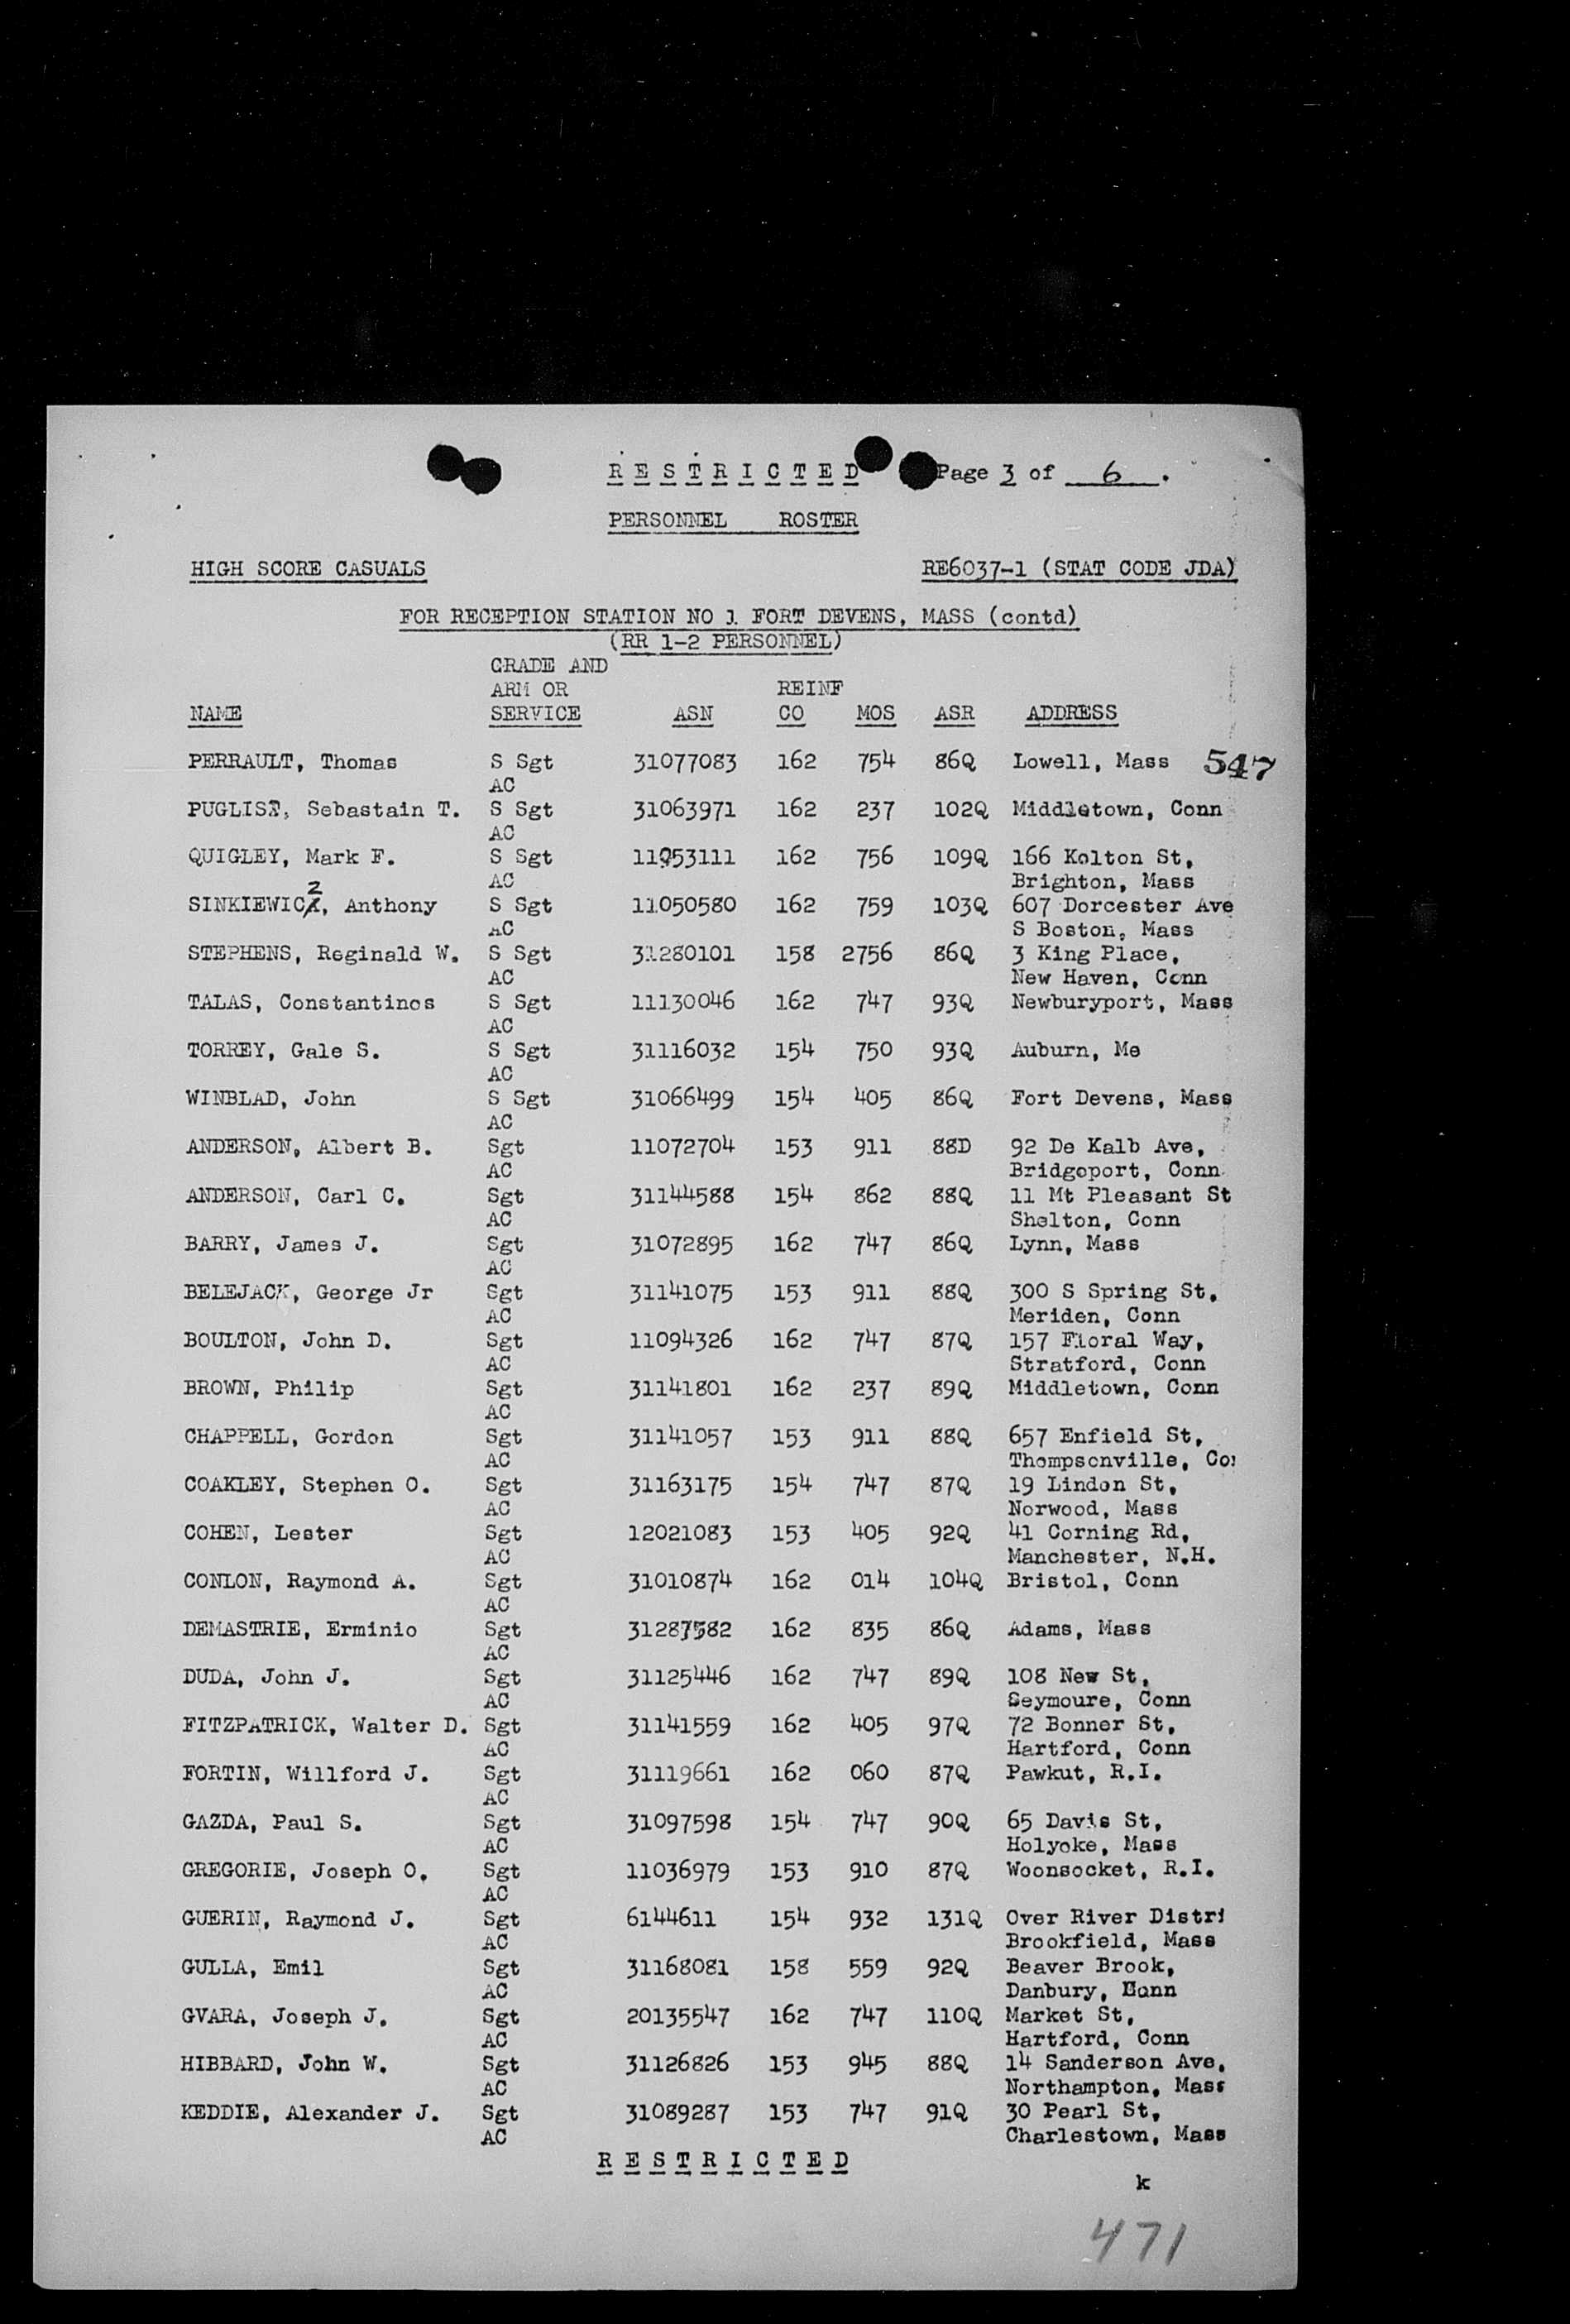 RESTRICTED Page 3 of 6.
PERSONNEL ROSTER
HIGH SCORE CASUALS RE6037-1 (STAT CODE JDA)
FOR RECEPTION STATION NO 1 FORT DEVENS, MASS (contd)
(RR 1-2 PERSONNEL)
GRADE AND
ARM OR REINF
NAME SERVICE ASN CO MOS ASR ADDRESS
PERRAULT, Thomas S Sgt 31077083 162 754 86Q Lowell, Mass 547
AC
PUGLISE, Sebastain T. S Sgt 31063971 162 237 102Q Middletown, Conn
AC
QUIGLEY, Mark F. S Sgt 11053111 162 756 109Q 166 Kolton St,
AC Brighton, Mass
SINKIEWICZ, Anthony S Sgt 11050580 162 759 103Q 607 Dorcester Ave
AC S Boston, Mass
STEPHENS, Reginald W. S Sgt 31280101 158 2756 86Q 3 King Place,
AC New Haven, Conn
TALAS, Constantinos S Sgt 11130046 162 747 93Q Newburyport, Mass
AC
TORREY, Gale S. S Sgt 31116032 154 750 93Q Auburn, Me
AC
WINBLAD, John S Sgt 31066499 154 405 86Q Fort Devens, Mass
AC
ANDERSON, Albert B. Sgt 11072704 153 911 88D 92 De Kalb Ave,
AC Bridgeport, Conn
ANDERSON, Carl C. Sgt 31144588 154 862 88Q 11 Mt Pleasant St
AC Shelton, Conn
BARRY, James J. Sgt 31072895 162 747 86Q Lynn, Mass
AC
BELEJACK, George Jr Sgt 31141075 153 911 88Q 300 S Spring St,
AC Meriden, Conn
BOULTON, John D. Sgt 11094326 162 747 87Q 157 Floral Way,
AC Stratford, Conn
BROWN, Philip Sgt 31141801 162 237 89Q Middletown, Conn
AC
CHAPPELL, Gordon Sgt 31141057 153 911 88Q 657 Enfield St,
AC Thompsonville, Co
COAKLEY, Stephen O. Sgt 31163175 154 747 87Q 19 Lindon St,
AC Norwood, Mass
COHEN, Lester Sgt 12021083 153 405 92Q 41 Corning Rd,
AC Manchester, N.H.
CONLON, Raymond A. Sgt 31010874 162 014 104Q Bristol, Conn
AC
DEMASTRIE, Erminio Sgt 31287582 162 835 86Q Adams, Mass
AC
DUDA, John J. Sgt 31125446 162 747 89Q 108 New St,
AC Seymoure, Conn
FITZPATRICK, Walter D. Sgt 31141559 162 405 97Q 72 Bonner St,
AC Hartford, Conn
FORTIN, Willford J. Sgt 31119661 162 060 87Q Pawkut, R.I.
AC
GAZDA, Paul S. Sgt 31097598 154 747 90Q 65 Davis St,
AC Holyoke, Mass
GREGORIE, Joseph O. Sgt 11036979 153 910 87Q Woonsocket, R.I.
AC
GUERIN, Raymond J. Sgt 6144611 154 932 131Q Over River Distri
AC Brookfield, Mass
GULLA, Emil Sgt 31168081 158 559 92Q Beaver Brook,
AC Danbury, Conn
GVARA, Joseph J. Sgt 20135547 162 747 110Q Market St,
AC Hartford, Conn
HIBBARD, John W. Sgt 31126826 153 945 88Q 14 Sanderson Ave,
AC Northampton, Mass
KEDDIE, Alexander J. Sgt 31089287 153 747 91Q 30 Pearl St,
AC Charlestown, Mass
RESTRICTED
k
471